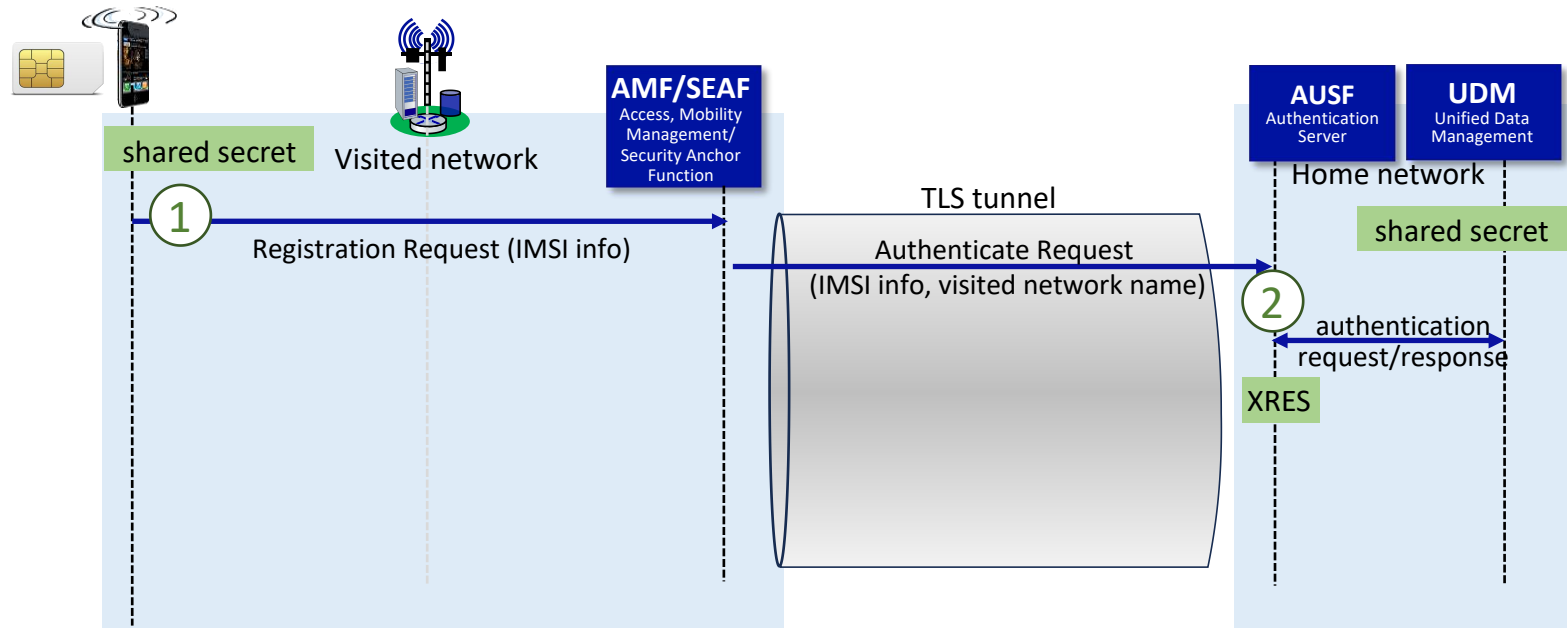 AMF/SEAF
Access, Mobility
Management/
Security Anchor
Function
AUSF
Authentication
Server
UDM
Unified Data
Management
shared secret
Visited network
Home network
TLS tunnel
1
Registration Request (IMSI info)
shared secret
Authenticate Request
(IMSI info, visited network name)
2
authentication
request/response
XRES